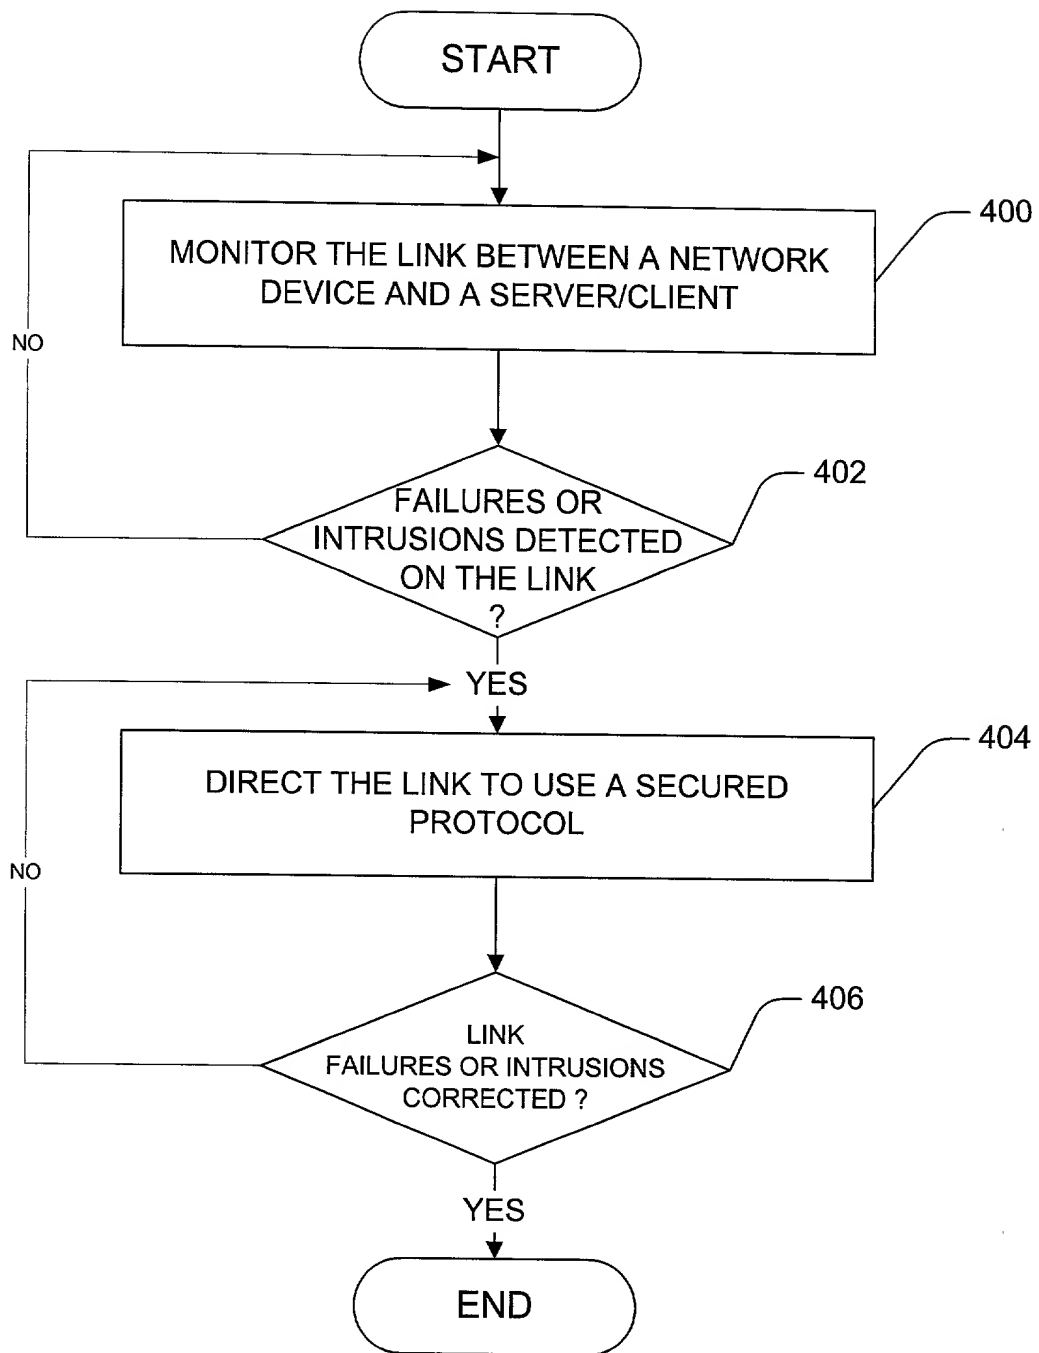 START
400
MONITOR THE LINK BETWEEN A NETWORK
DEVICE AND A SERVER/CLIENT
NO
402
FAILURES OR
INTRUSIONS DETECTED
ON THE LINK
?
YES
404
DIRECT THE LINK TO USE A SECURED
PROTOCOL
NO
406
LINK
FAILURES OR INTRUSIONS
CORRECTED ?
YES
END